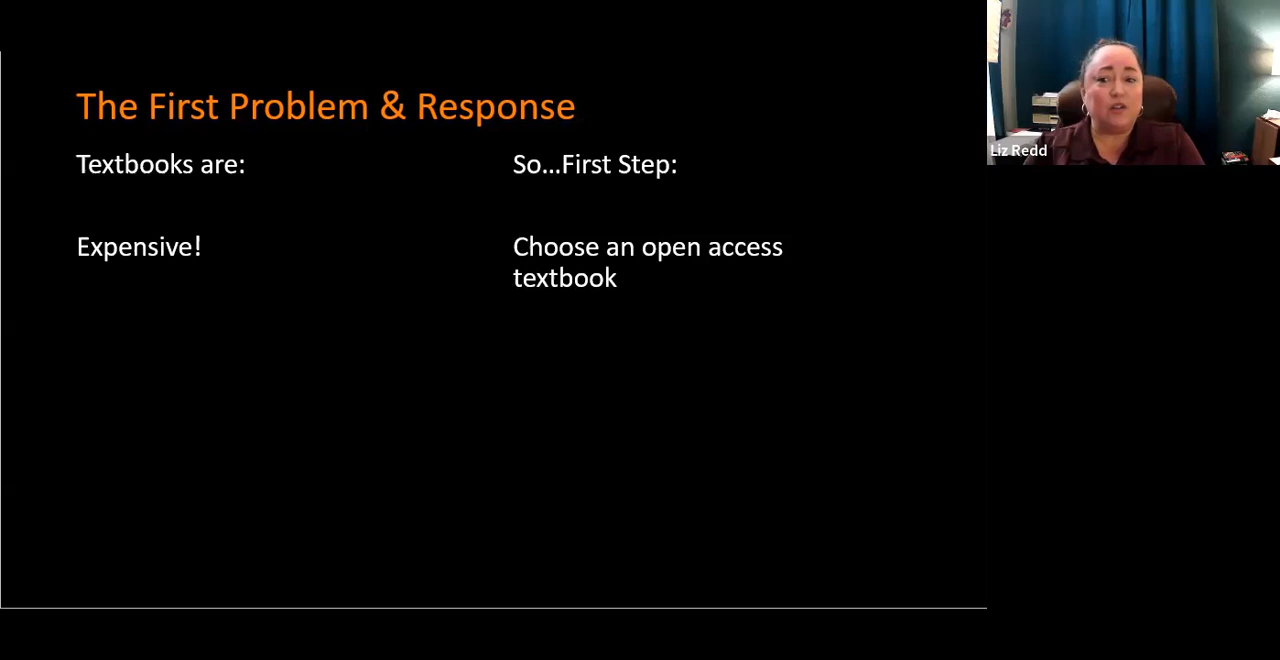 The First Problem & Response
Textbooks are:
Expensive!
So...First Step:
Choose an open access
textbook
Liz Redd